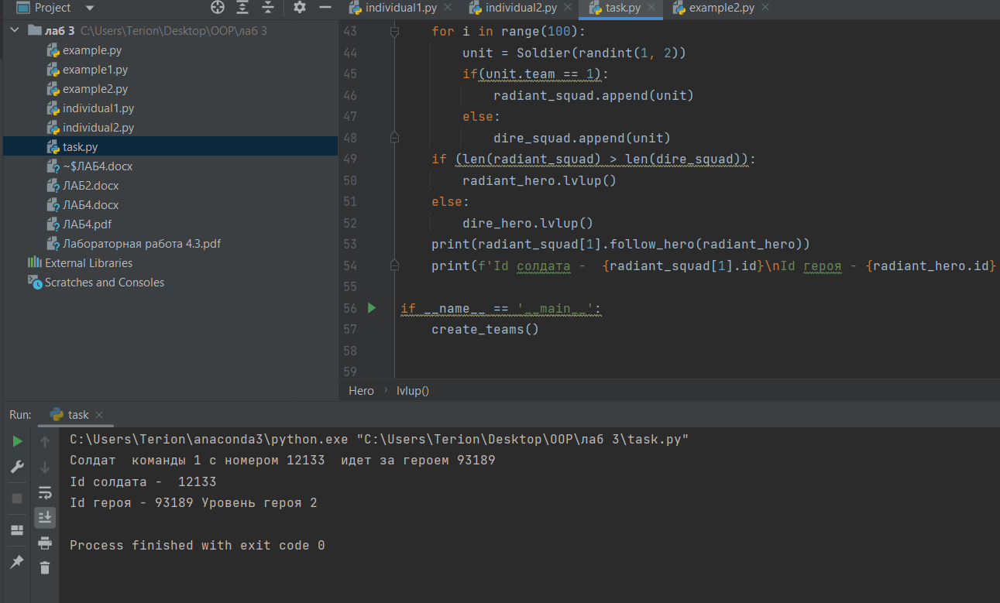 Project
individual1.py individual2.py task.py example2.py
лаб 3 C:\Users\Terion\Desktop\OOP\лаб 3
example.py
example1.py
example2.py
individual1.py
individual2.py
task.py
~$ЛАБ4.docx
ЛАБ2.docx
ЛАБ4.docx
ЛАБ4.pdf
Лабораторная работа 4.3.pdf
External Libraries
Scratches and Consoles
43 for i in range(100):
44 unit = Soldier(randint(1, 2))
45 if(unit.team == 1):
46 radiant_squad.append(unit)
47 else:
48 dire_squad.append(unit)
49 if (len(radiant_squad) > len(dire_squad)):
50 radiant_hero.lvlup()
51 else:
52 dire_hero.lvlup()
53 print(radiant_squad[1].follow_hero(radiant_hero))
54 print(f'Id солдата -  {radiant_squad[1].id}\nId героя - {radiant_hero.id}
55
56 if __name__ == '__main__':
57 create_teams()
58
59
Hero lvlup()
Run: task
C:\Users\Terion\anaconda3\python.exe "C:\Users\Terion\Desktop\OOP\лаб 3\task.py"
Солдат  команды 1 с номером 12133  идет за героем 93189
Id солдата -  12133
Id героя - 93189 Уровень героя 2
Process finished with exit code 0